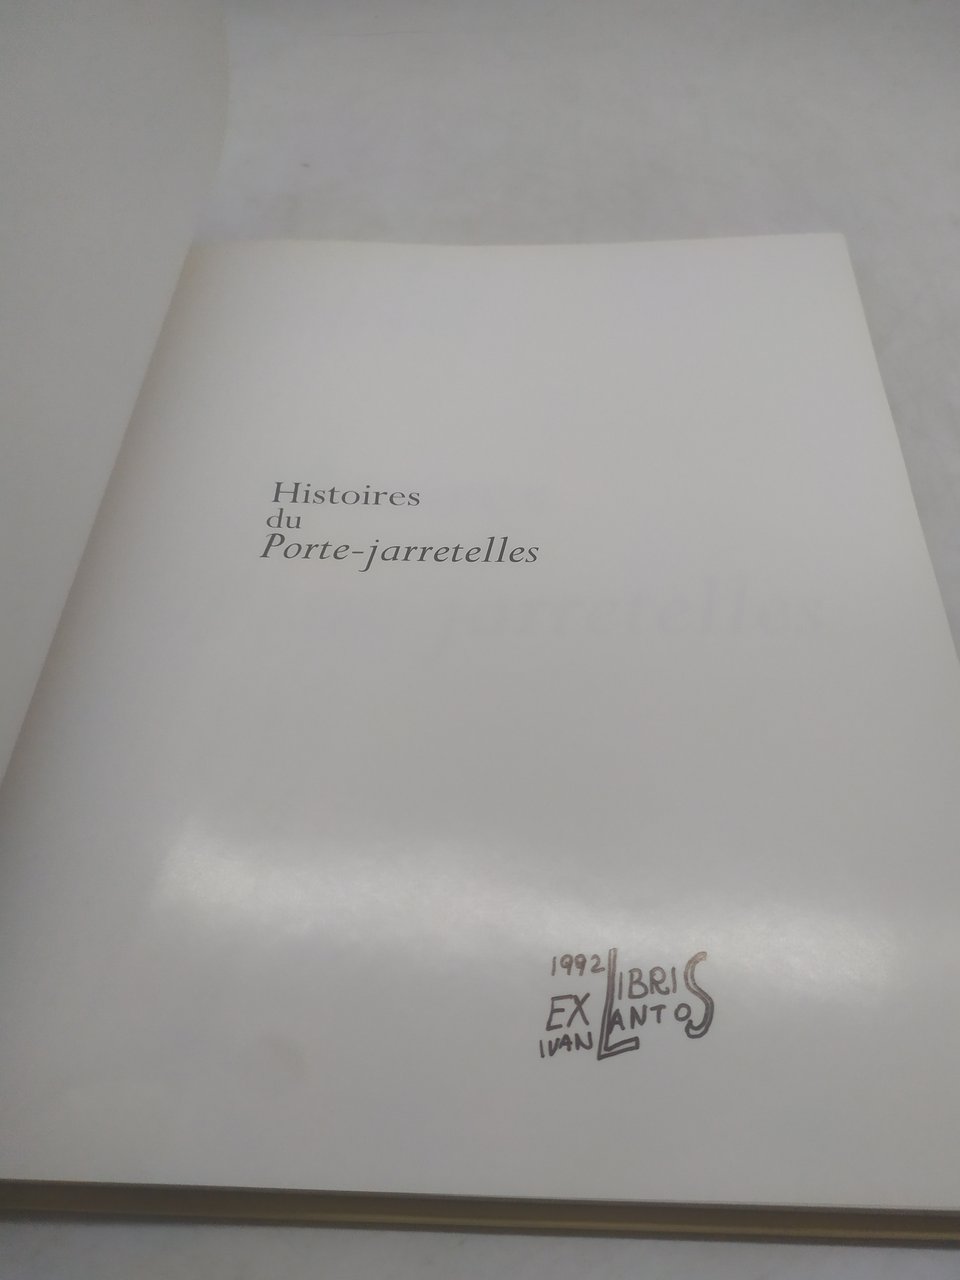 Histoires
du
Porte-jarretelles
1992
EX LIBRIS
IVAN LANTOS